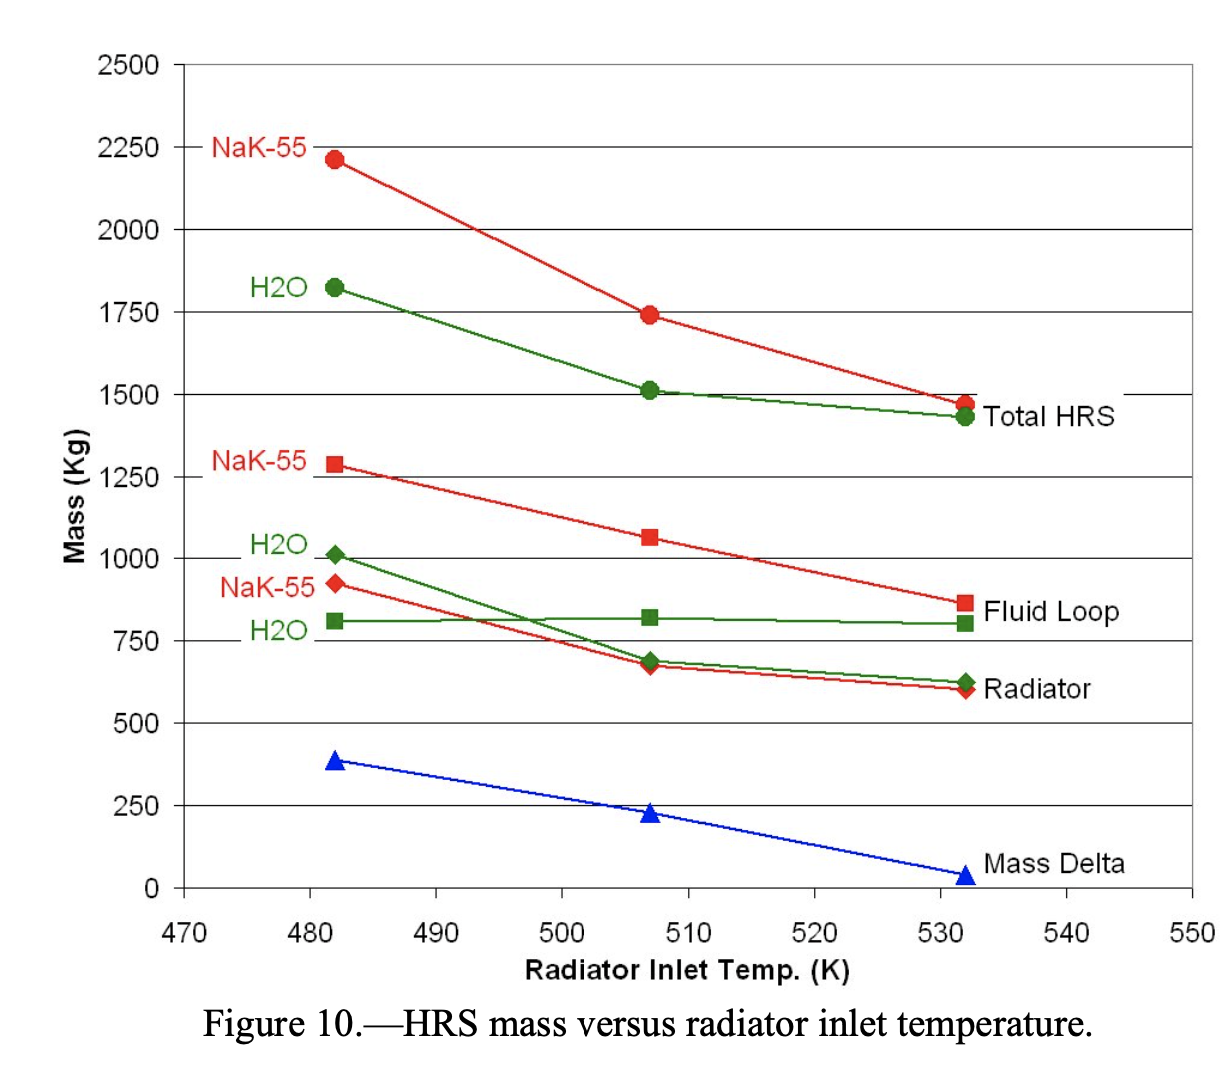 2500
2250
NaK-55
2000
H2O
1750
1500
Total HRS
NaK-55
1250
Mass (Kg)
H2O
1000
NaK-55
Fluid Loop
H2O
750
Radiator
500
250
Mass Delta
0
470 480 490 500 510 520 530 540 550
Radiator Inlet Temp. (K)
Figure 10.—HRS mass versus radiator inlet temperature.